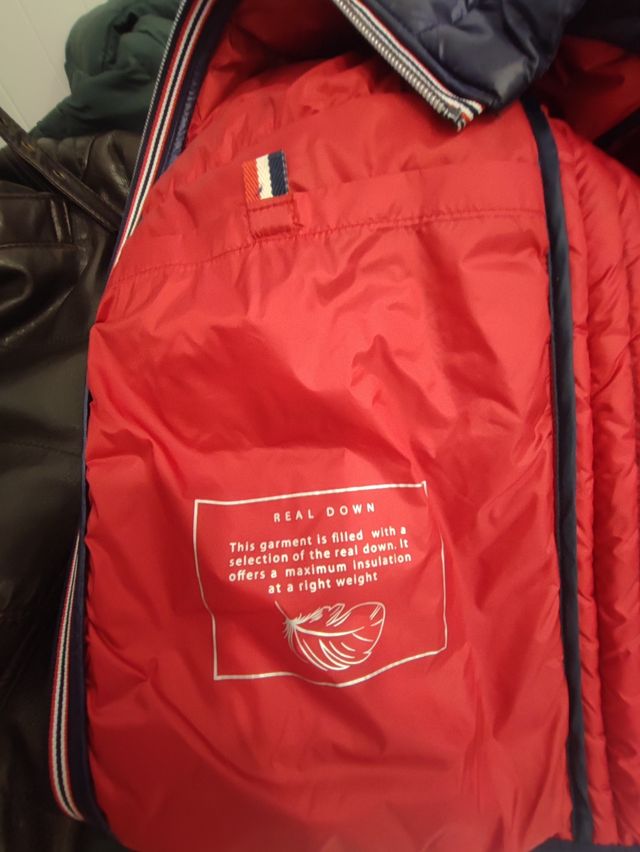 REAL DOWN
This garment is filled with a
selection of the real down. It
offers a maximum insulation
at a right weight